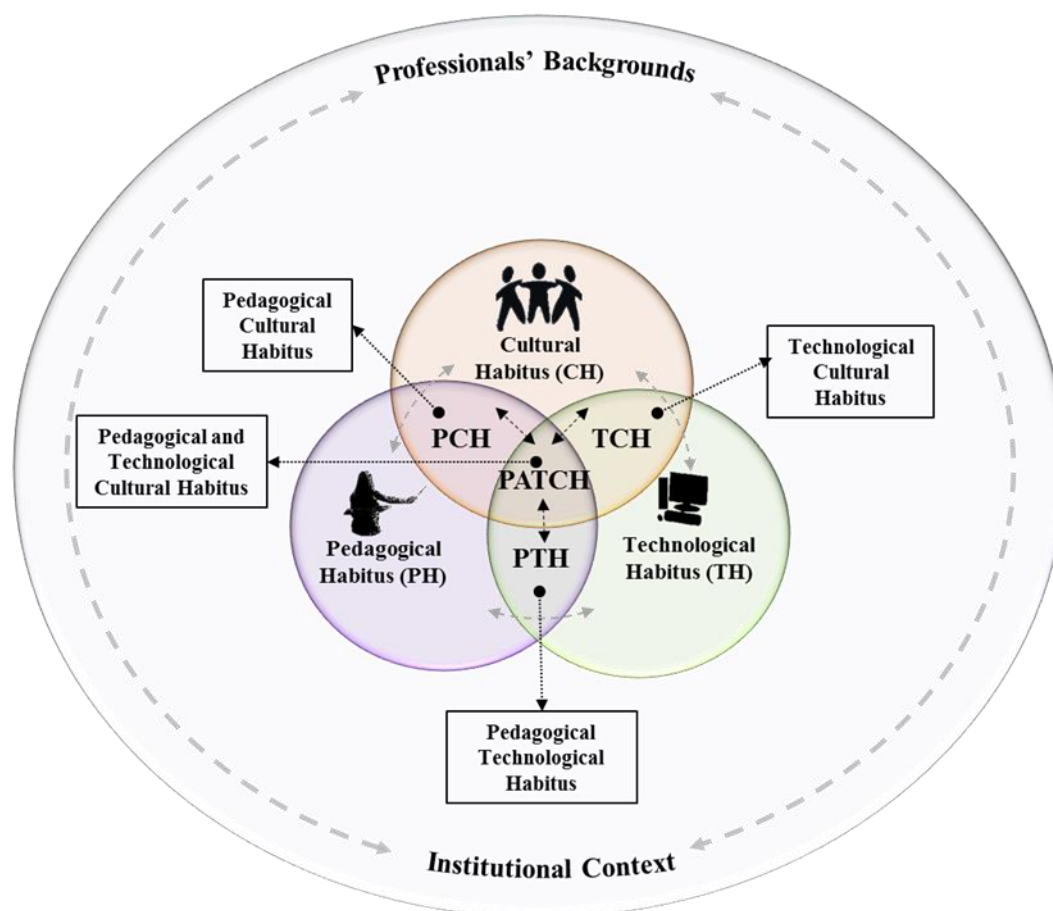 Professionals' Backgrounds
Pedagogical
Cultural
Habitus
Cultural
Habitus (CH)
Technological
Cultural
Habitus
PCH
TCH
Pedagogical and
Technological
Cultural Habitus
PATCH
Pedagogical
Habitus (PH)
PTH
Technological
Habitus (TH)
Pedagogical
Technological
Habitus
Institutional Context